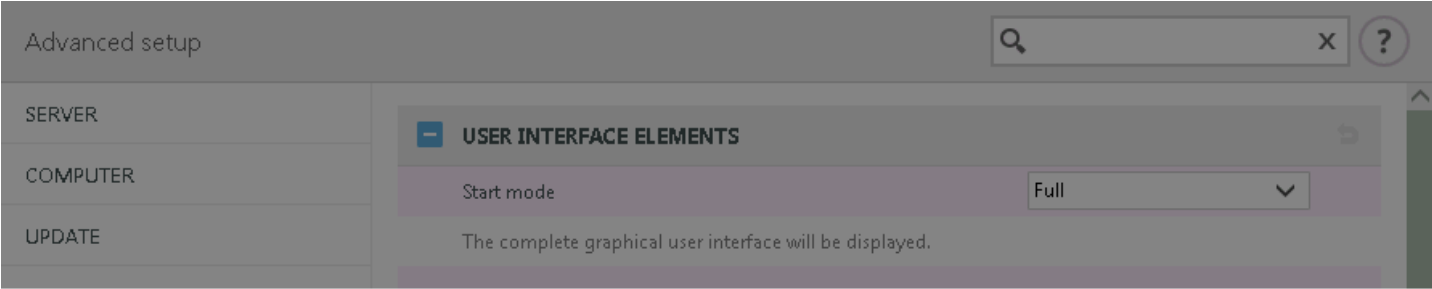 Advanced setup
x
?
SERVER
COMPUTER
UPDATE
USER INTERFACE ELEMENTS
Start mode
Full
The complete graphical user interface will be displayed.